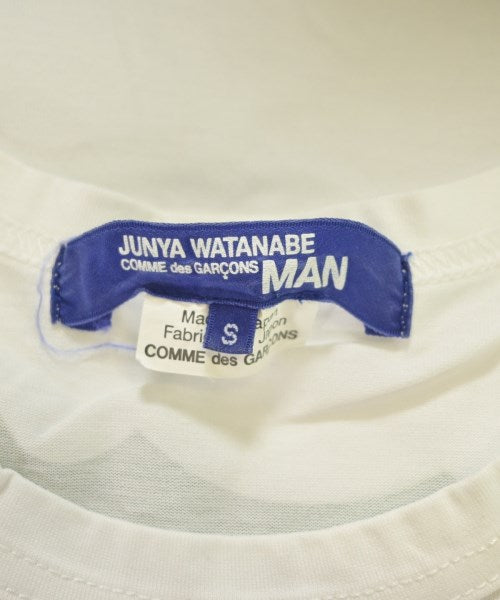 JUNYA WATANABE
COMME des GARÇONS MAN
S
COMME des GARÇONS